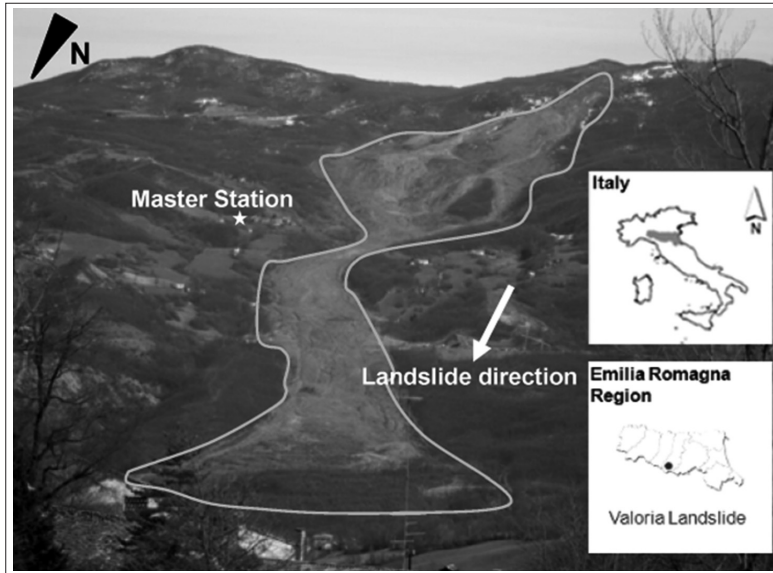 N
Master Station
Landslide direction
Italy
N
Emilia Romagna
Region
Valoria Landslide